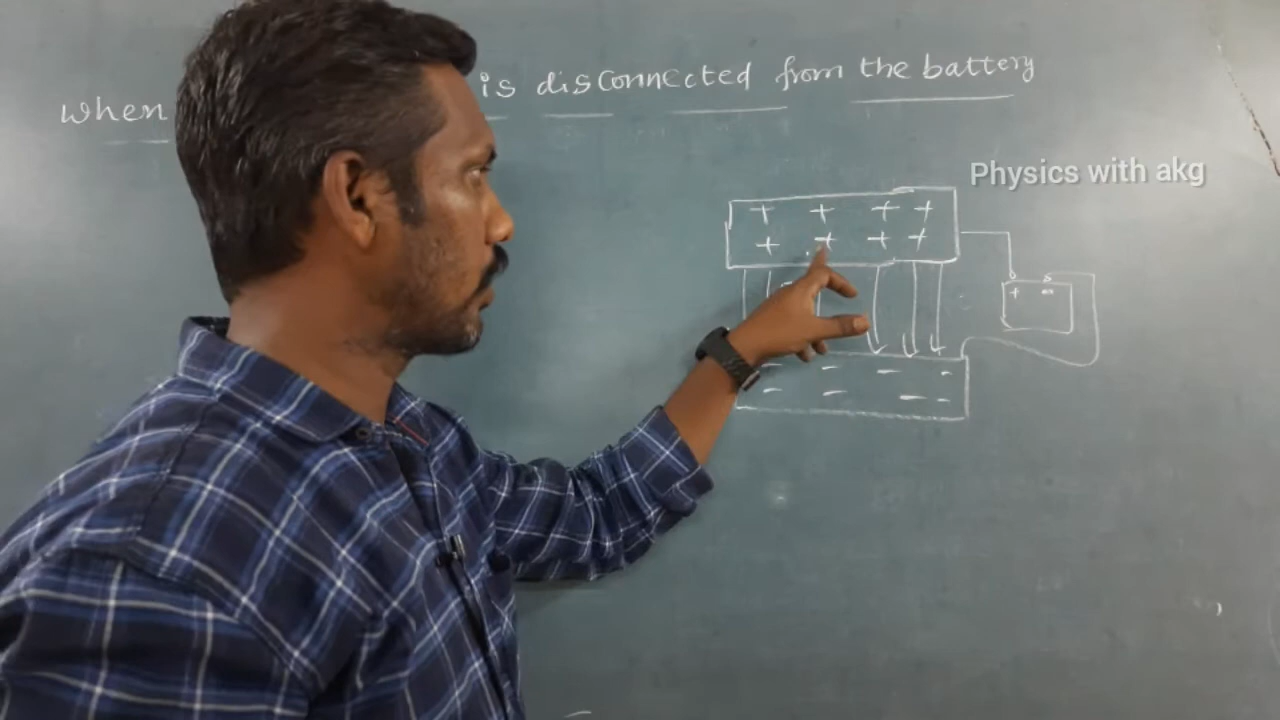 when is disconnected from the battery
Physics with akg
+ + + +
+ + + +
+ -
- - - -
- - - -